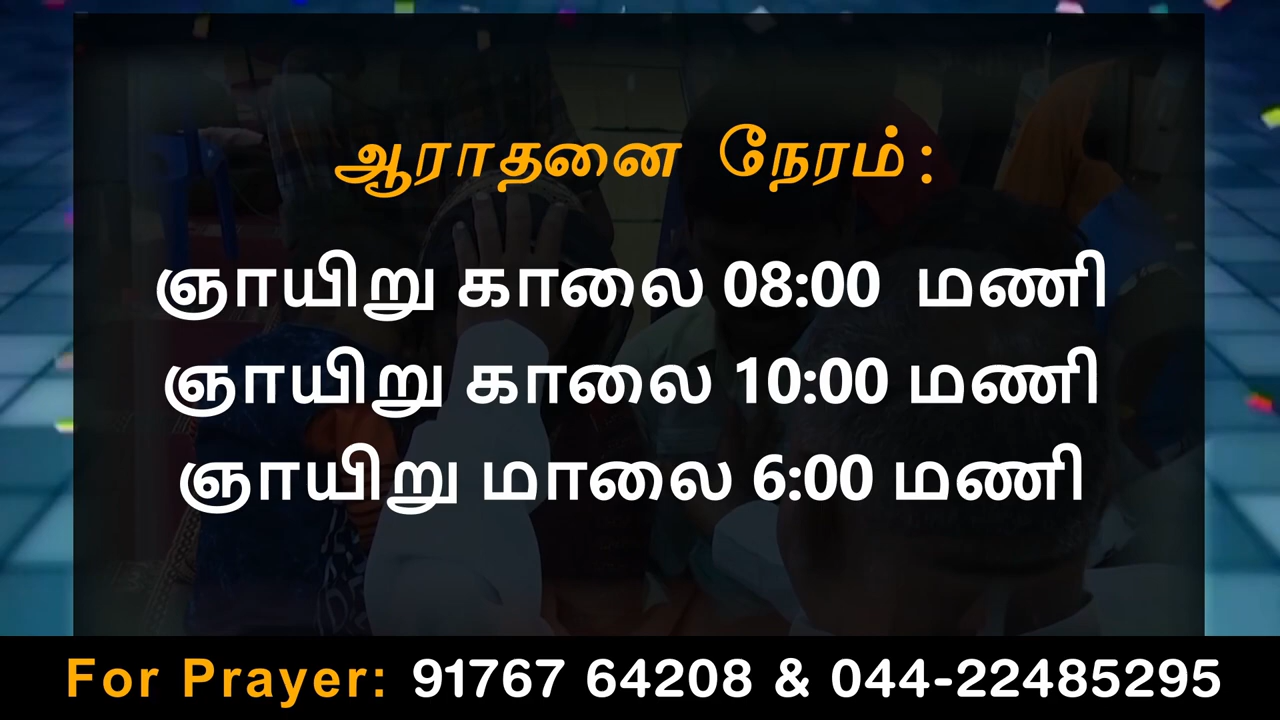 ஆராதனை நேரம்:
ஞாயிறு காலை 08:00 மணி
ஞாயிறு காலை 10:00 மணி
ஞாயிறு மாலை 6:00 மணி
For Prayer: 91767 64208 & 044-22485295